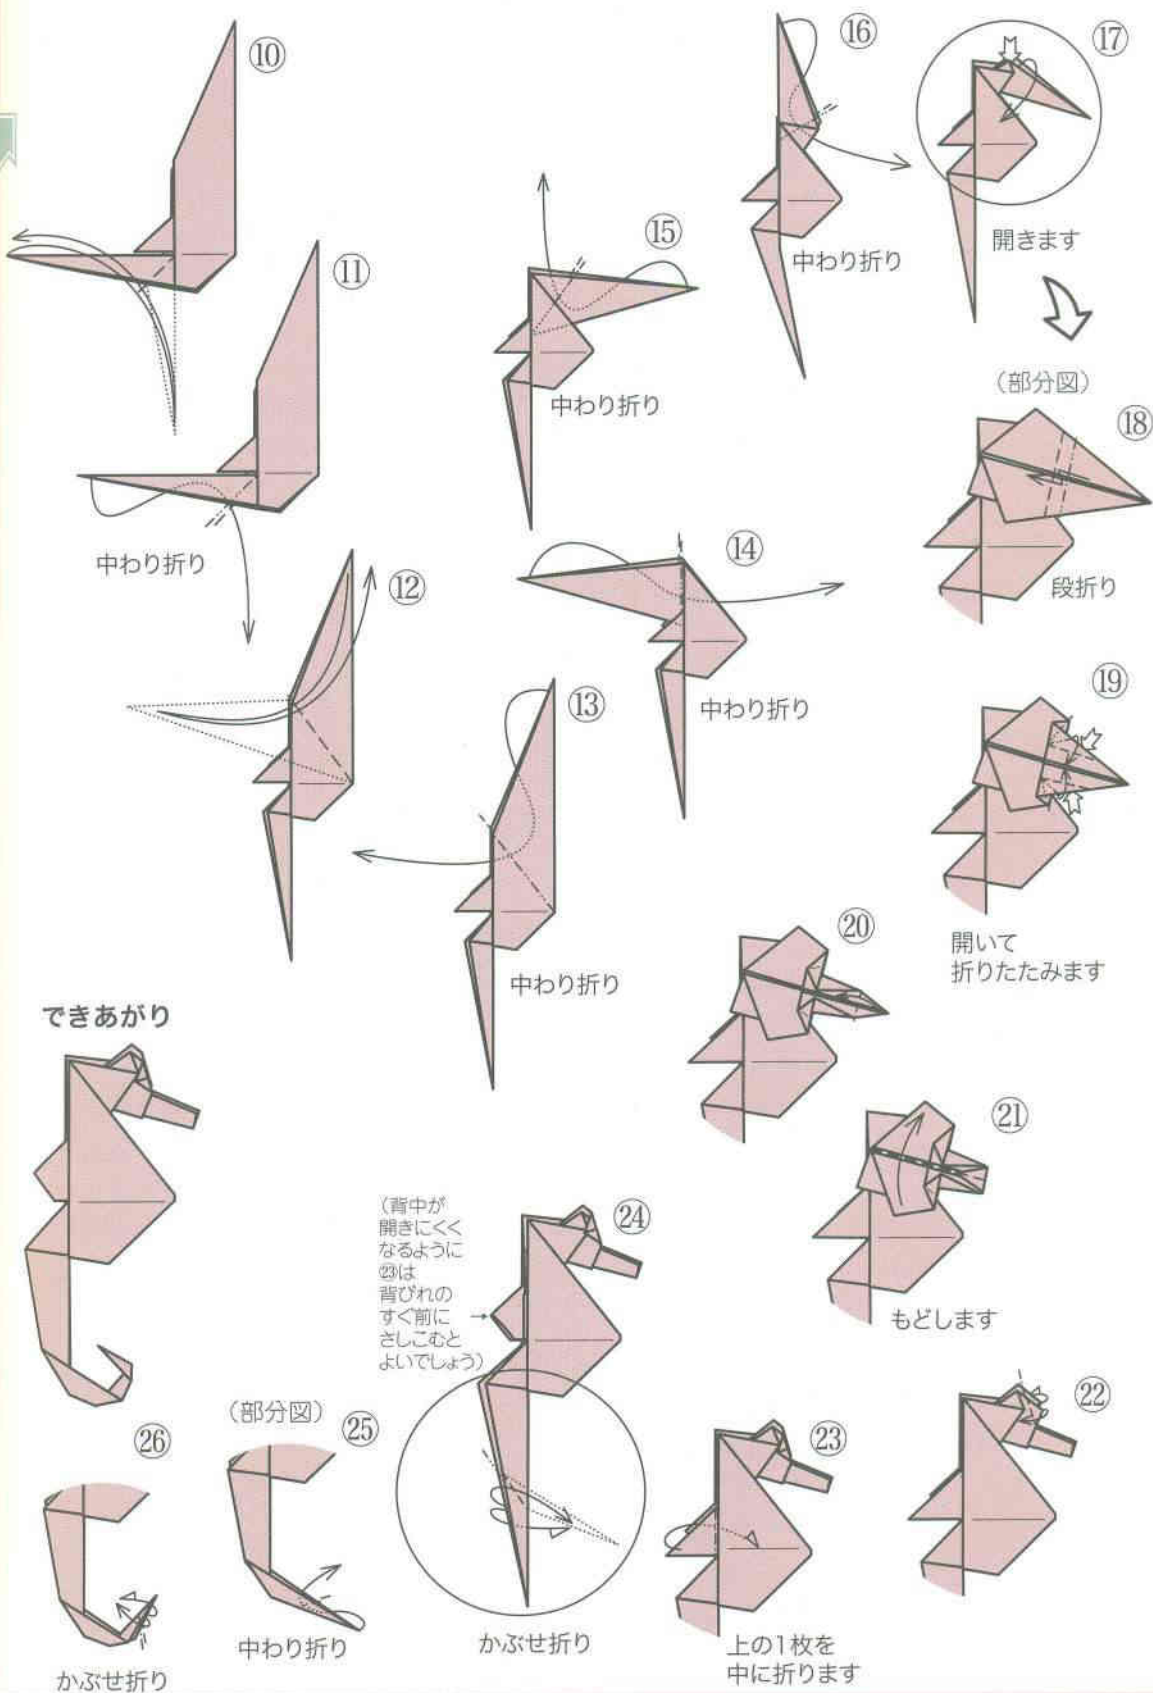 ⑩
⑪
中わり折り
⑫
⑬
中わり折り
⑭
中わり折り
⑮
中わり折り
⑯
中わり折り
⑰
開きます
（部分図）
⑱
段折り
⑲
開いて
折りたたみます
⑳
㉑
もどします
㉒
㉓
上の1枚を
中に折ります
㉔
（背中が
開きにくく
なるように
㉓は
背びれの
すぐ前に
さしこむと
よいでしょう）
かぶせ折り
（部分図）
㉕
中わり折り
㉖
かぶせ折り
できあがり